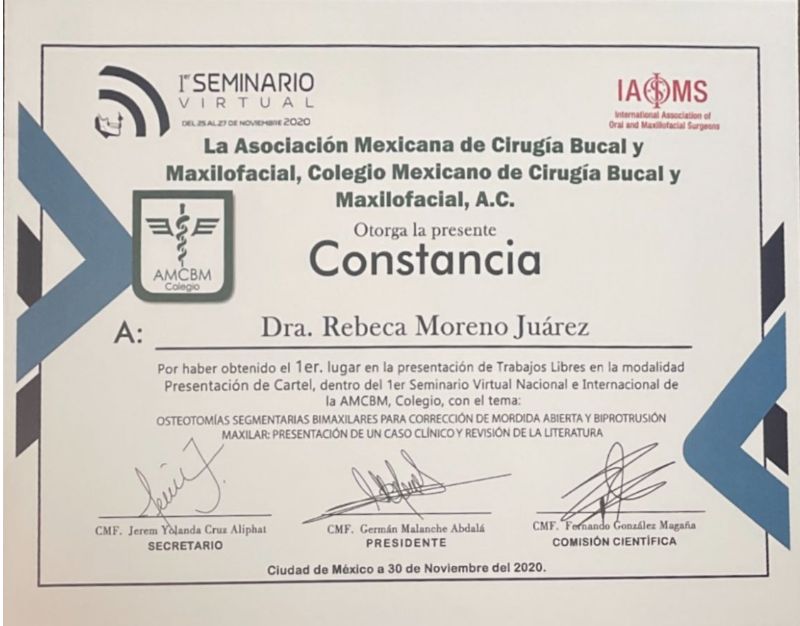 1er SEMINARIO
VIRTUAL
DEL 25 AL 27 DE NOVIEMBRE 2020
IAOMS
International Association of
Oral and Maxillofacial Surgeons
La Asociación Mexicana de Cirugía Bucal y
Maxilofacial, Colegio Mexicano de Cirugía Bucal y
Maxilofacial, A.C.
AMCBM
Colegio
Otorga la presente
Constancia
A: Dra. Rebeca Moreno Juárez
Por haber obtenido el 1er. lugar en la presentación de Trabajos Libres en la modalidad
Presentación de Cartel, dentro del 1er Seminario Virtual Nacional e Internacional de
la AMCBM, Colegio, con el tema:
OSTEOTOMÍAS SEGMENTARIAS BIMAXILARES PARA CORRECCIÓN DE MORDIDA ABIERTA Y BIPROTRUSIÓN
MAXILAR: PRESENTACIÓN DE UN CASO CLÍNICO Y REVISIÓN DE LA LITERATURA
CMF. Jerem Yolanda Cruz Aliphat
SECRETARIO
CMF. Germán Malanche Abdalá
PRESIDENTE
CMF. Fernando González Magaña
COMISIÓN CIENTÍFICA
Ciudad de México a 30 de Noviembre del 2020.